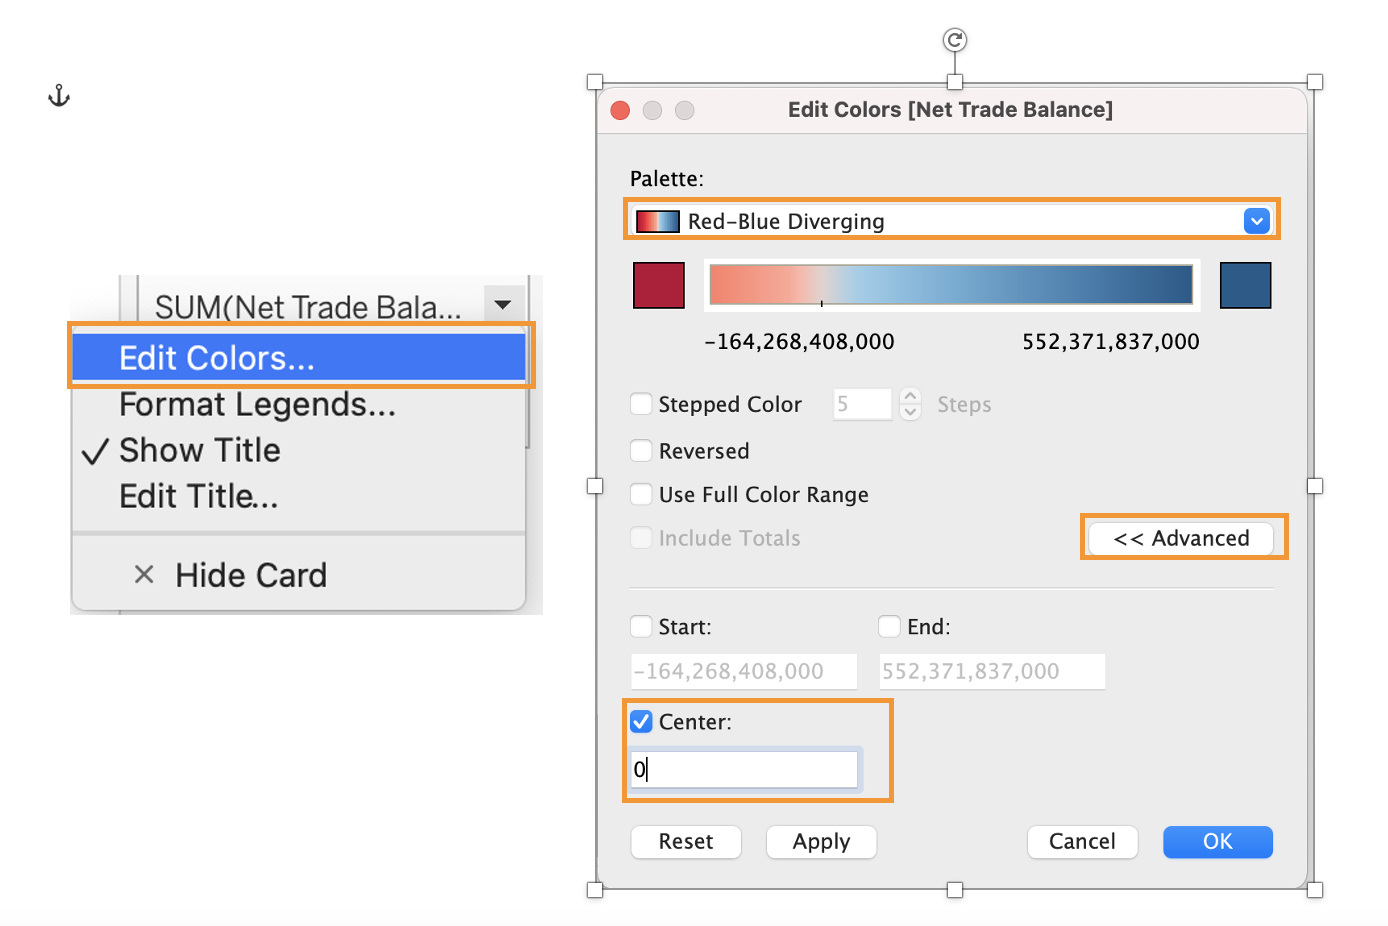 SUM(Net Trade Bala...
Edit Colors...
Format Legends...
Show Title
Edit Title...
Hide Card
Edit Colors [Net Trade Balance]
Palette:
Red-Blue Diverging
-164,268,408,000 552,371,837,000
Stepped Color 5 Steps
Reversed
Use Full Color Range
Include Totals
<< Advanced
Start: End:
-164,268,408,000 552,371,837,000
Center:
0
Reset Apply Cancel OK